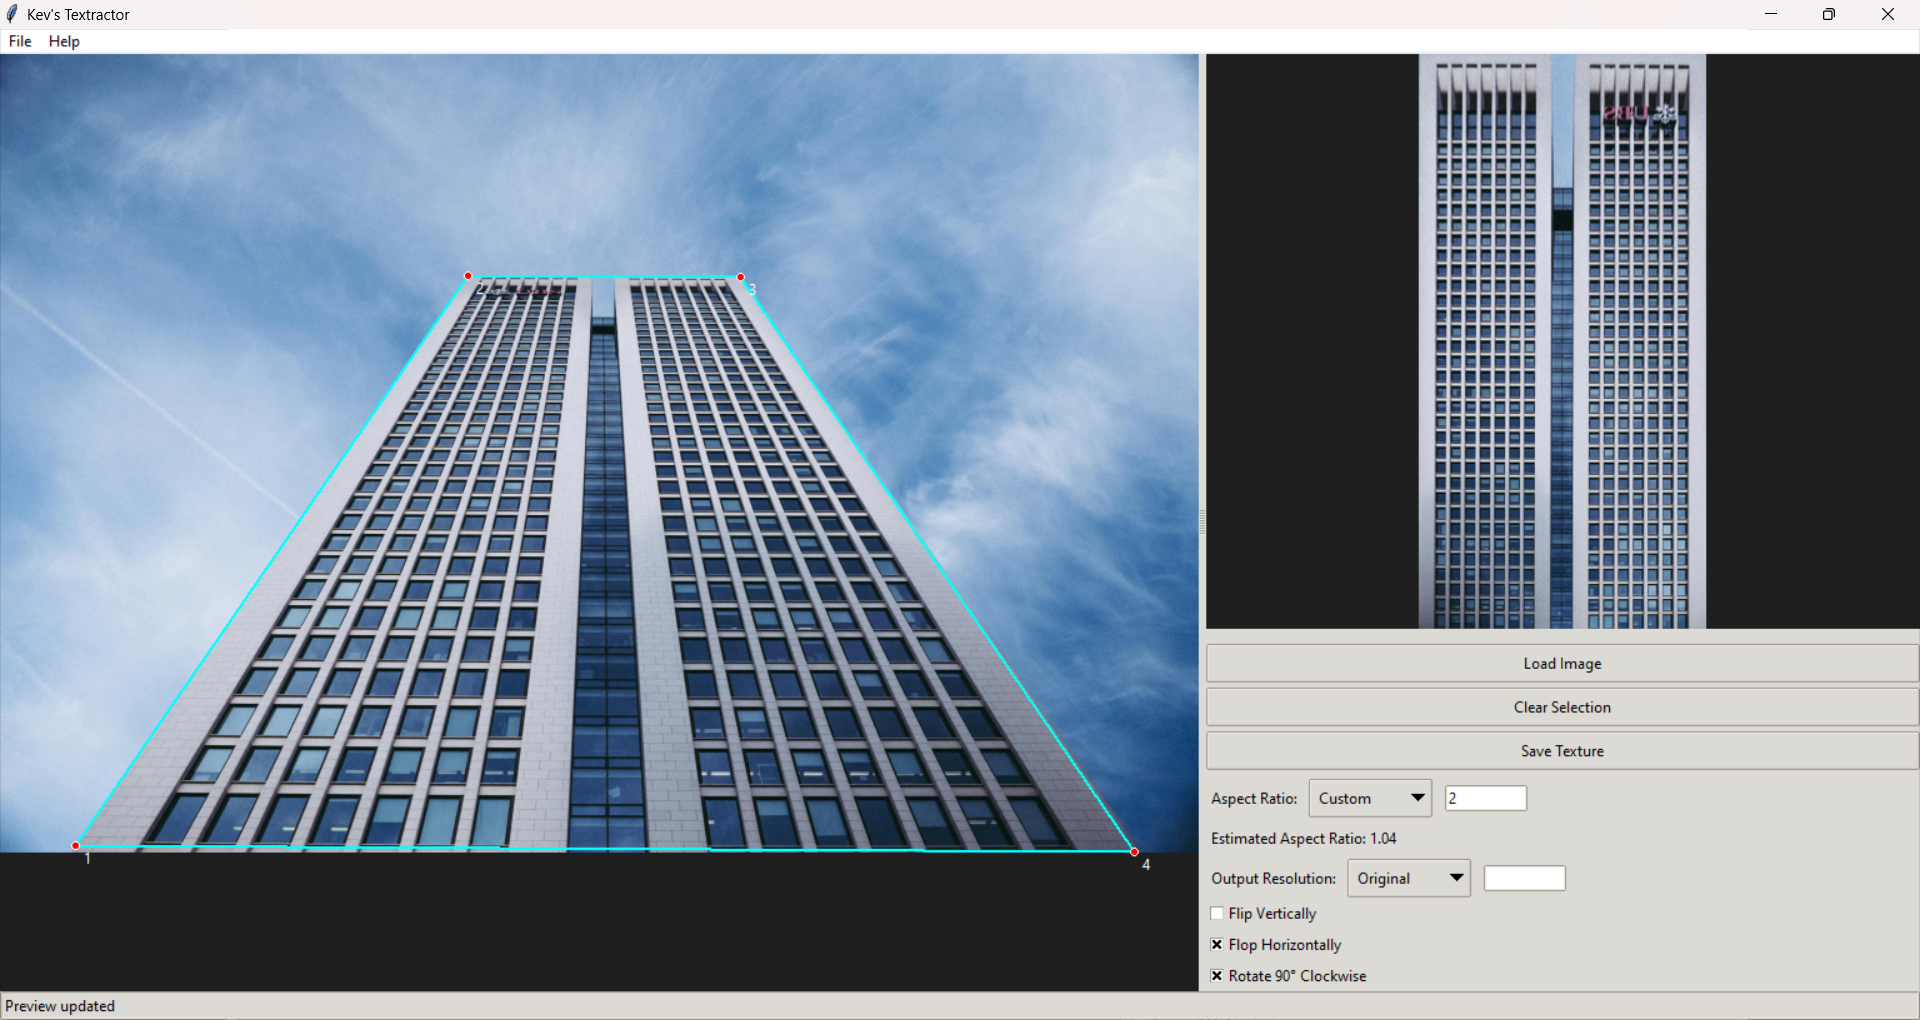 Kev's Textractor
File Help
2
3
1
4
UBS
Load Image
Clear Selection
Save Texture
Aspect Ratio: Custom 2
Estimated Aspect Ratio: 1.04
Output Resolution: Original
Flip Vertically
Flop Horizontally
Rotate 90° Clockwise
Preview updated